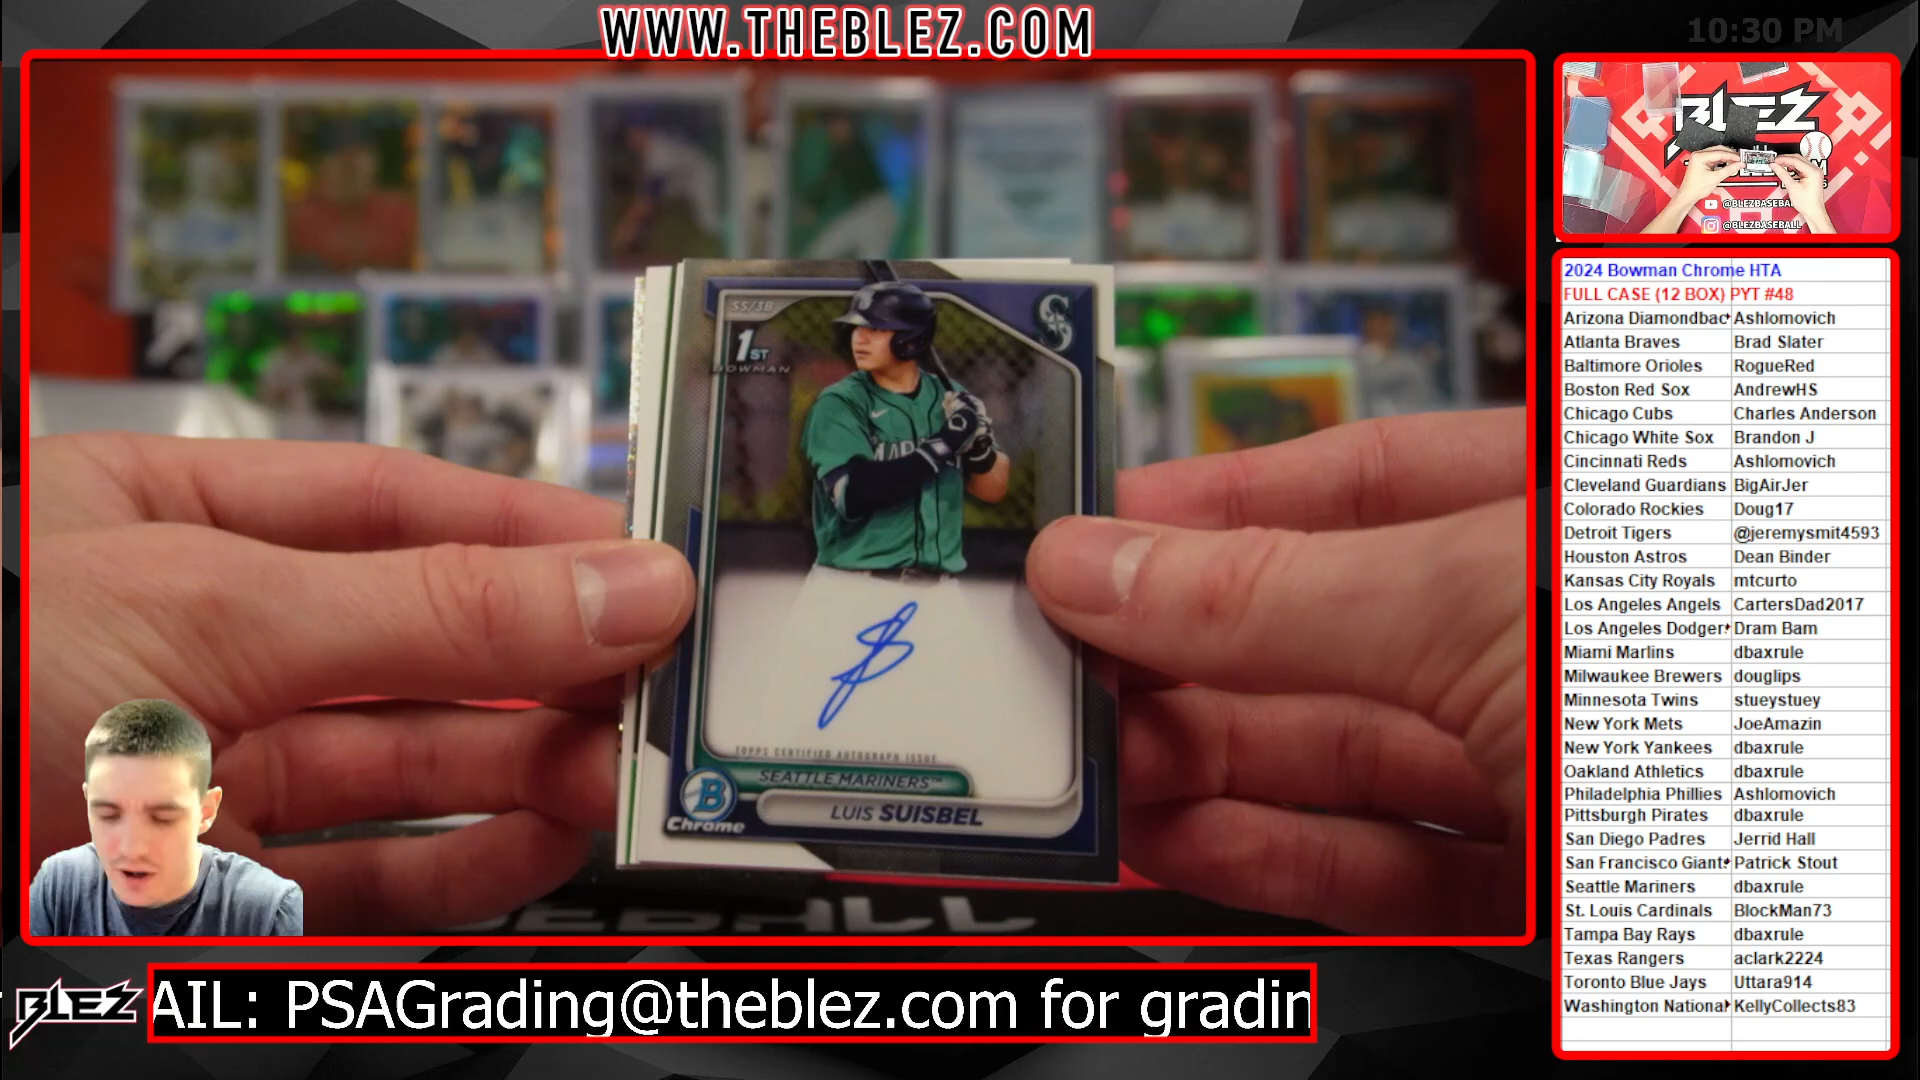 WWW.THEBLEZ.COM
10:30 PM
SS/3B
1ST
BOWMAN
S
MAR
TOPPS CERTIFIED AUTOGRAPH ISSUE
SEATTLE MARINERS™
LUIS SUISBEL
B
Chrome
BLEZ
@BLEZBASEBALL
@BLEZBASEBALL
2024 Bowman Chrome HTA
FULL CASE (12 BOX) PYT #48
Arizona Diamondbac Ashlomovich
Atlanta Braves Brad Slater
Baltimore Orioles RogueRed
Boston Red Sox AndrewHS
Chicago Cubs Charles Anderson
Chicago White Sox Brandon J
Cincinnati Reds Ashlomovich
Cleveland Guardians BigAirJer
Colorado Rockies Doug17
Detroit Tigers @jeremysmit4593
Houston Astros Dean Binder
Kansas City Royals mtcurto
Los Angeles Angels CartersDad2017
Los Angeles Dodger Dram Bam
Miami Marlins dbaxrule
Milwaukee Brewers douglips
Minnesota Twins stueystuey
New York Mets JoeAmazin
New York Yankees dbaxrule
Oakland Athletics dbaxrule
Philadelphia Phillies Ashlomovich
Pittsburgh Pirates dbaxrule
San Diego Padres Jerrid Hall
San Francisco Giant Patrick Stout
Seattle Mariners dbaxrule
St. Louis Cardinals BlockMan73
Tampa Bay Rays dbaxrule
Texas Rangers aclark2224
Toronto Blue Jays Uttara914
Washington National KellyCollects83
BLEZ
AIL: PSAGrading@theblez.com for gradin